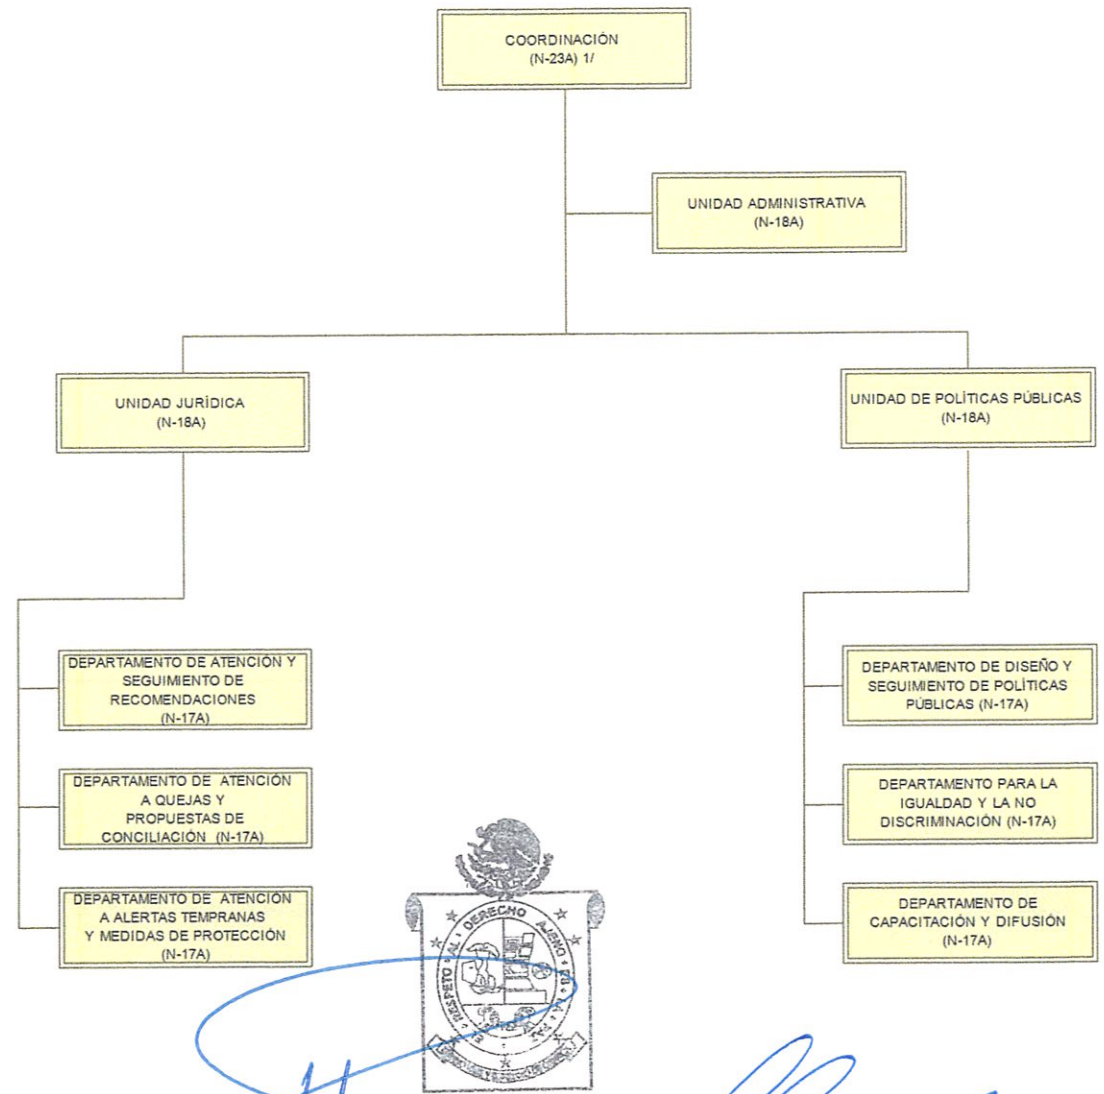 COORDINACIÓN
(N-23A) 1/
UNIDAD ADMINISTRATIVA
(N-18A)
UNIDAD JURÍDICA
(N-18A)
UNIDAD DE POLÍTICAS PÚBLICAS
(N-18A)
DEPARTAMENTO DE ATENCIÓN Y
SEGUIMIENTO DE
RECOMENDACIONES
(N-17A)
DEPARTAMENTO DE ATENCIÓN
A QUEJAS Y
PROPUESTAS DE
CONCILIACIÓN (N-17A)
DEPARTAMENTO DE ATENCIÓN
A ALERTAS TEMPRANAS
Y MEDIDAS DE PROTECCIÓN
(N-17A)
DEPARTAMENTO DE DISEÑO Y
SEGUIMIENTO DE POLÍTICAS
PÚBLICAS (N-17A)
DEPARTAMENTO PARA LA
IGUALDAD Y LA NO
DISCRIMINACIÓN (N-17A)
DEPARTAMENTO DE
CAPACITACIÓN Y DIFUSIÓN
(N-17A)
EL RESPETO AL DERECHO AJENO ES LA PAZ